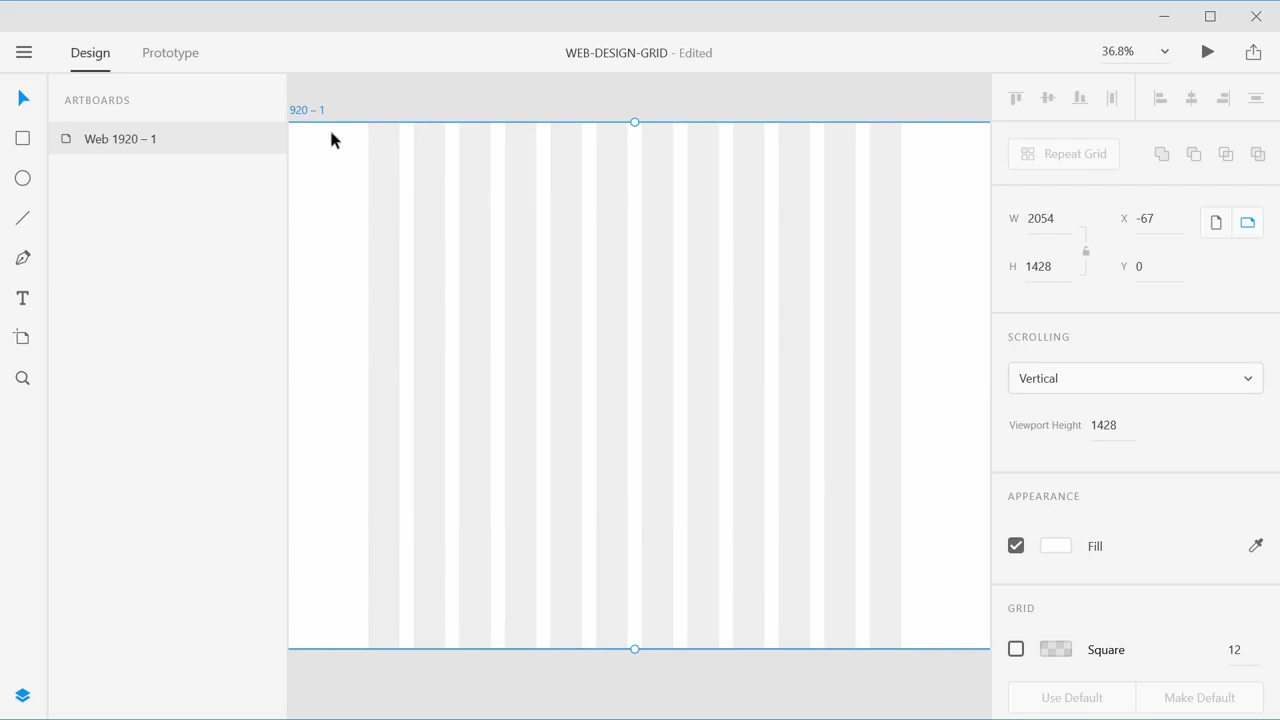 Design
Prototype
WEB-DESIGN-GRID - Edited
36.8%
ARTBOARDS
Web 1920 – 1
920 – 1
T
Repeat Grid
W 2054
X -67
H 1428
Y 0
SCROLLING
Vertical
Viewport Height 1428
APPEARANCE
Fill
GRID
Square 12
Use Default
Make Default